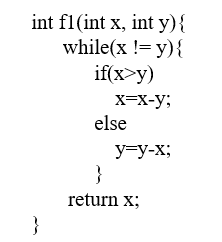 int f1(int x, int y){
while(x != y){
if(x>y)
x=x-y;
else
y=y-x;
}
return x;
}